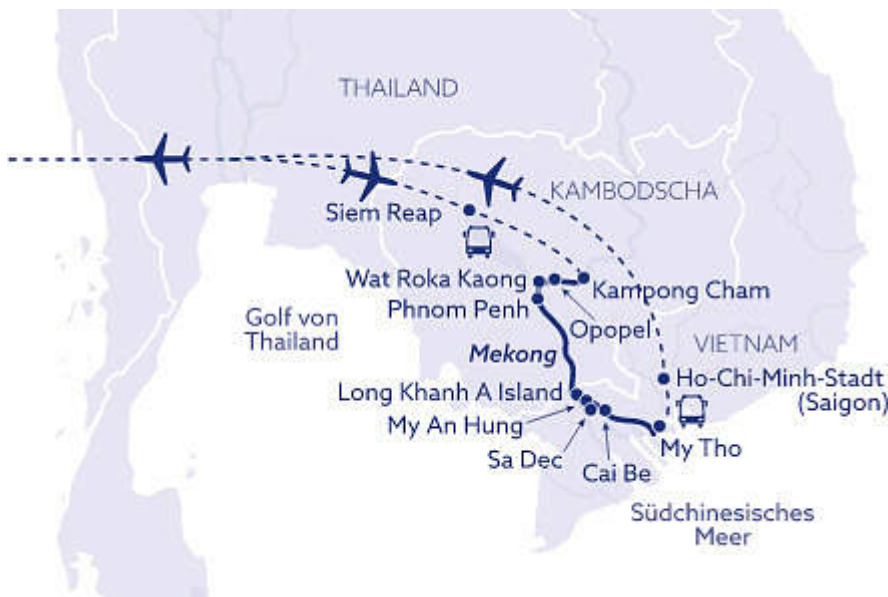 THAILAND
KAMBODSCHA
Siem Reap
Wat Roka Kaong
Kampong Cham
Phnom Penh
Opopel
Golf von
Thailand
VIETNAM
Mekong
Ho-Chi-Minh-Stadt
(Saigon)
Long Khanh A Island
My An Hung
My Tho
Sa Dec
Cai Be
Südchinesisches
Meer